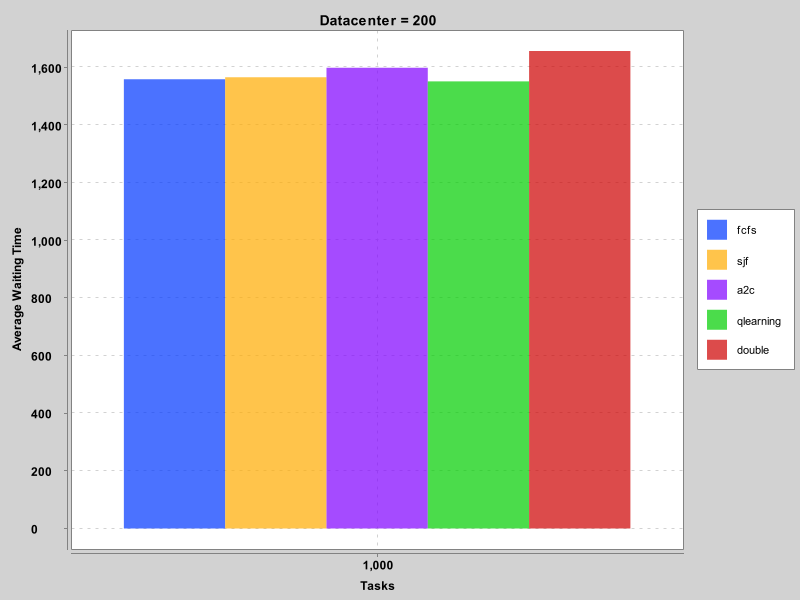 Datacenter = 200
1,600
1,400
1,200
1,000
800
600
400
200
0
Average Waiting Time
1,000
Tasks
fcfs
sjf
a2c
qlearning
double